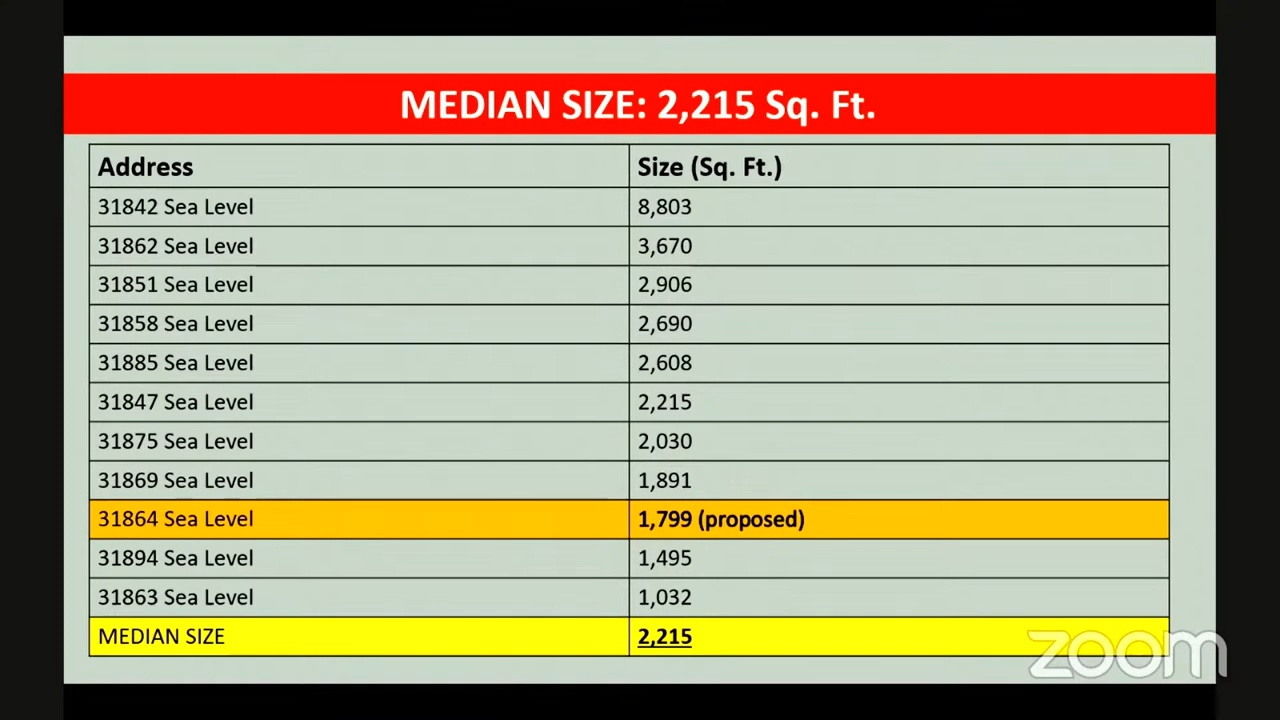 MEDIAN SIZE: 2,215 Sq. Ft.
Address Size (Sq. Ft.)
31842 Sea Level 8,803
31862 Sea Level 3,670
31851 Sea Level 2,906
31858 Sea Level 2,690
31885 Sea Level 2,608
31847 Sea Level 2,215
31875 Sea Level 2,030
31869 Sea Level 1,891
31864 Sea Level 1,799 (proposed)
31894 Sea Level 1,495
31863 Sea Level 1,032
MEDIAN SIZE 2,215
zoom